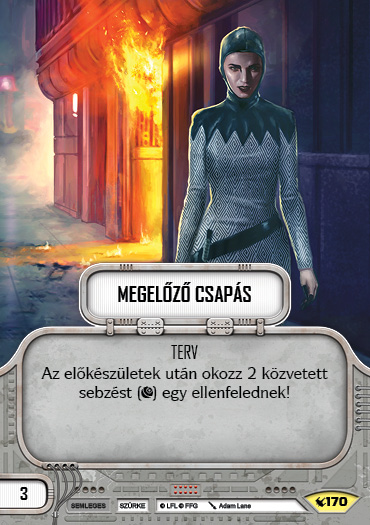 MEGELŐZŐ CSAPÁS
TERV
Az előkészületek után okozz 2 közvetett
sebzést () egy ellenfelednek!
3
SEMLEGES SZÜRKE © LFL © FFG Adam Lane 170